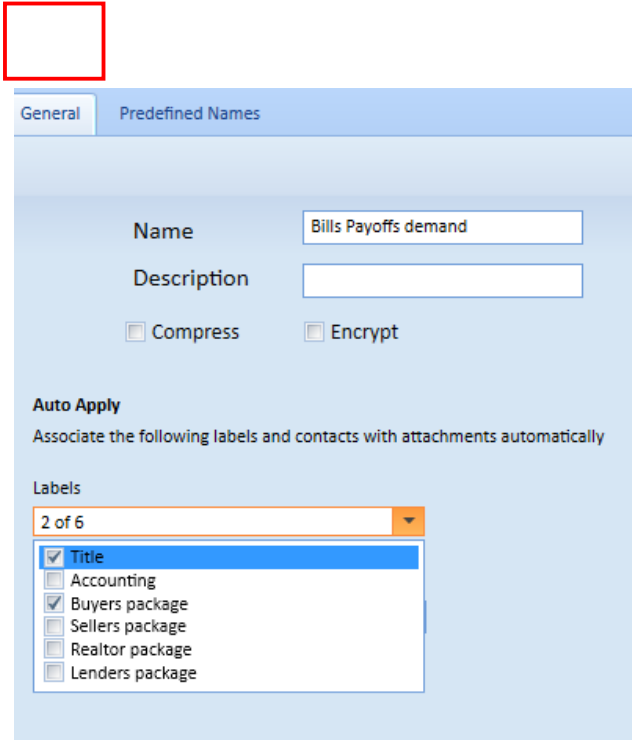 General Predefined Names
Name Bills Payoffs demand
Description
Compress Encrypt
Auto Apply
Associate the following labels and contacts with attachments automatically
Labels
2 of 6
Title
Accounting
Buyers package
Sellers package
Realtor package
Lenders package